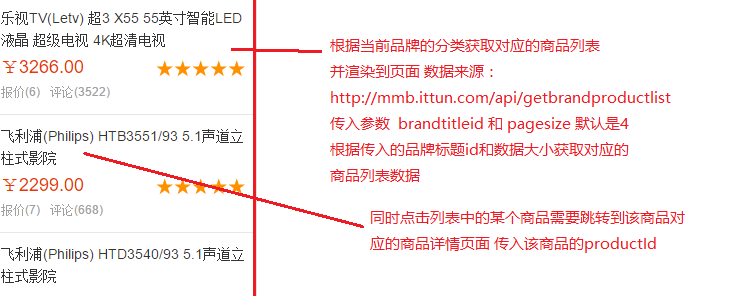 乐视TV(Letv) 超3 X55 55英寸智能LED
液晶 超级电视 4K超清电视
￥3266.00 ★★★★★
报价(6) 评论(3522)
飞利浦(Philips) HTB3551/93 5.1声道立
柱式影院
￥2299.00 ★★★★★
报价(7) 评论(668)
飞利浦(Philips) HTD3540/93 5.1声道立
柱式影院
根据当前品牌的分类获取对应的商品列表
并渲染到页面 数据来源：
http://mmb.ittun.com/api/getbrandproductlist
传入参数 brandtitleid 和 pagesize 默认是4
根据传入的品牌标题id和数据大小获取对应的
商品列表数据
同时点击列表中的某个商品需要跳转到该商品对
应的商品详情页面 传入该商品的productId